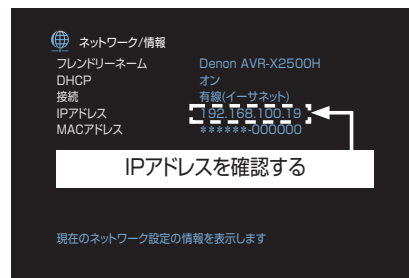 ネットワーク/情報
フレンドリーネーム Denon AVR-X2500H
DHCP オン
接続 有線(イーサネット)
IPアドレス 192.168.100.19
MACアドレス ******-000000
IPアドレスを確認する
現在のネットワーク設定の情報を表示します